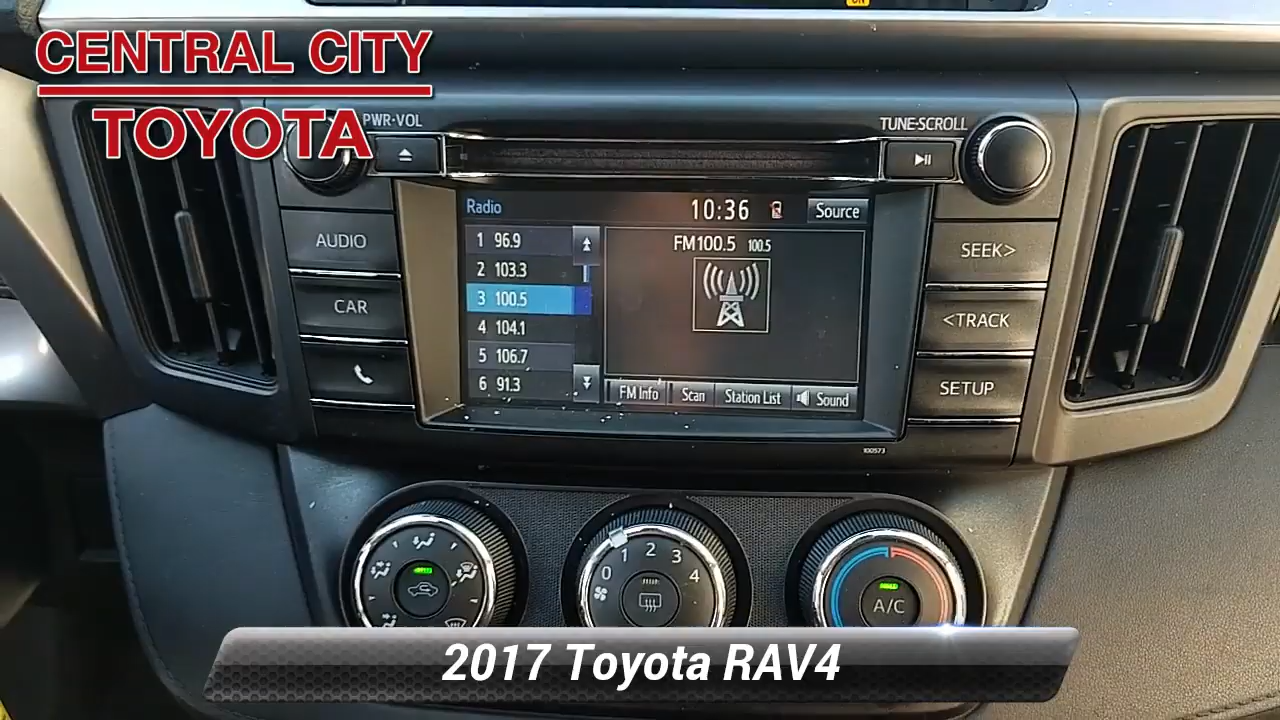 ON
CENTRAL CITY
TOYOTA
PWR·VOL
TUNE·SCROLL
AUDIO
CAR
Radio
10:36
Source
1 96.9
2 103.3
3 100.5
4 104.1
5 106.7
6 91.3
FM100.5 100.5
FM Info
Scan
Station List
Sound
SEEK>
<TRACK
SETUP
100573
0 1 2 3 4
A/C
2017 Toyota RAV4